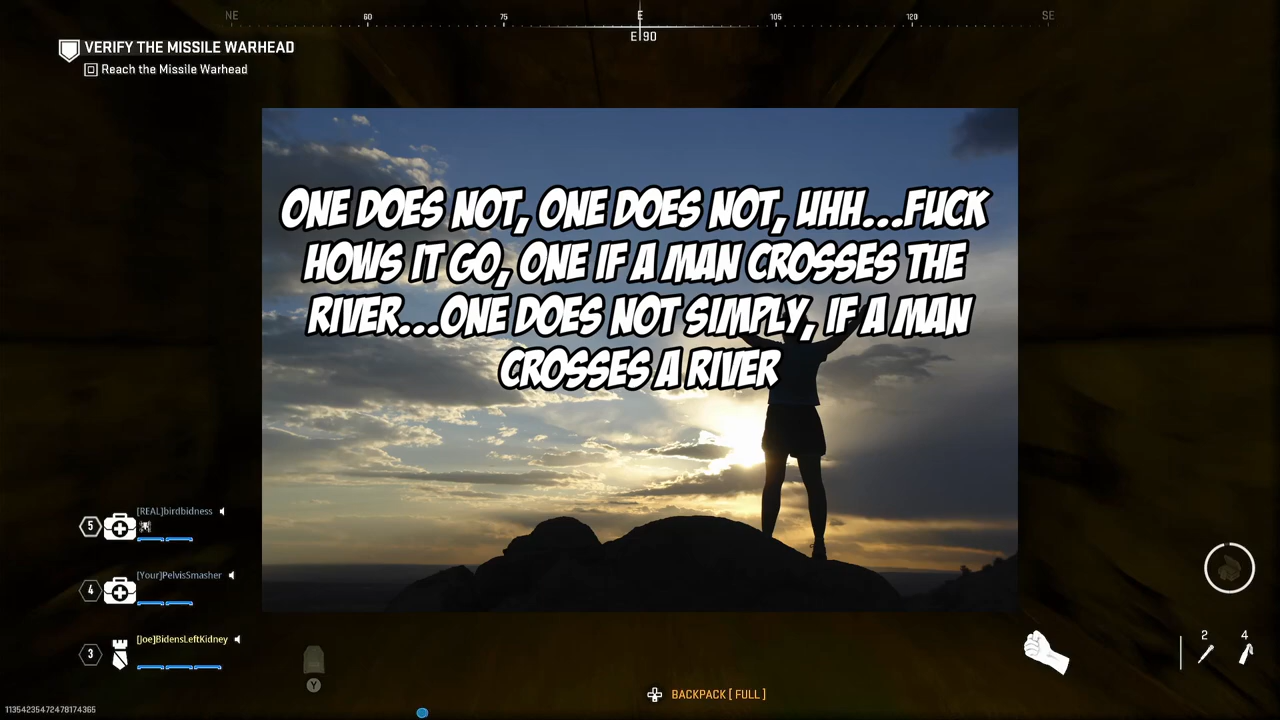 NE 60 75 E 105 120 SE
E 90
VERIFY THE MISSILE WARHEAD
Reach the Missile Warhead
ONE DOES NOT, ONE DOES NOT, UHH...FUCK
HOWS IT GO, ONE IF A MAN CROSSES THE
RIVER...ONE DOES NOT SIMPLY, IF A MAN
CROSSES A RIVER
[REAL]birdbidness
5
[Your]PelvisSmasher
4
[Joe]BidensLeftKidney
3
2 4
Y
BACKPACK [ FULL ]
11354235472478174365